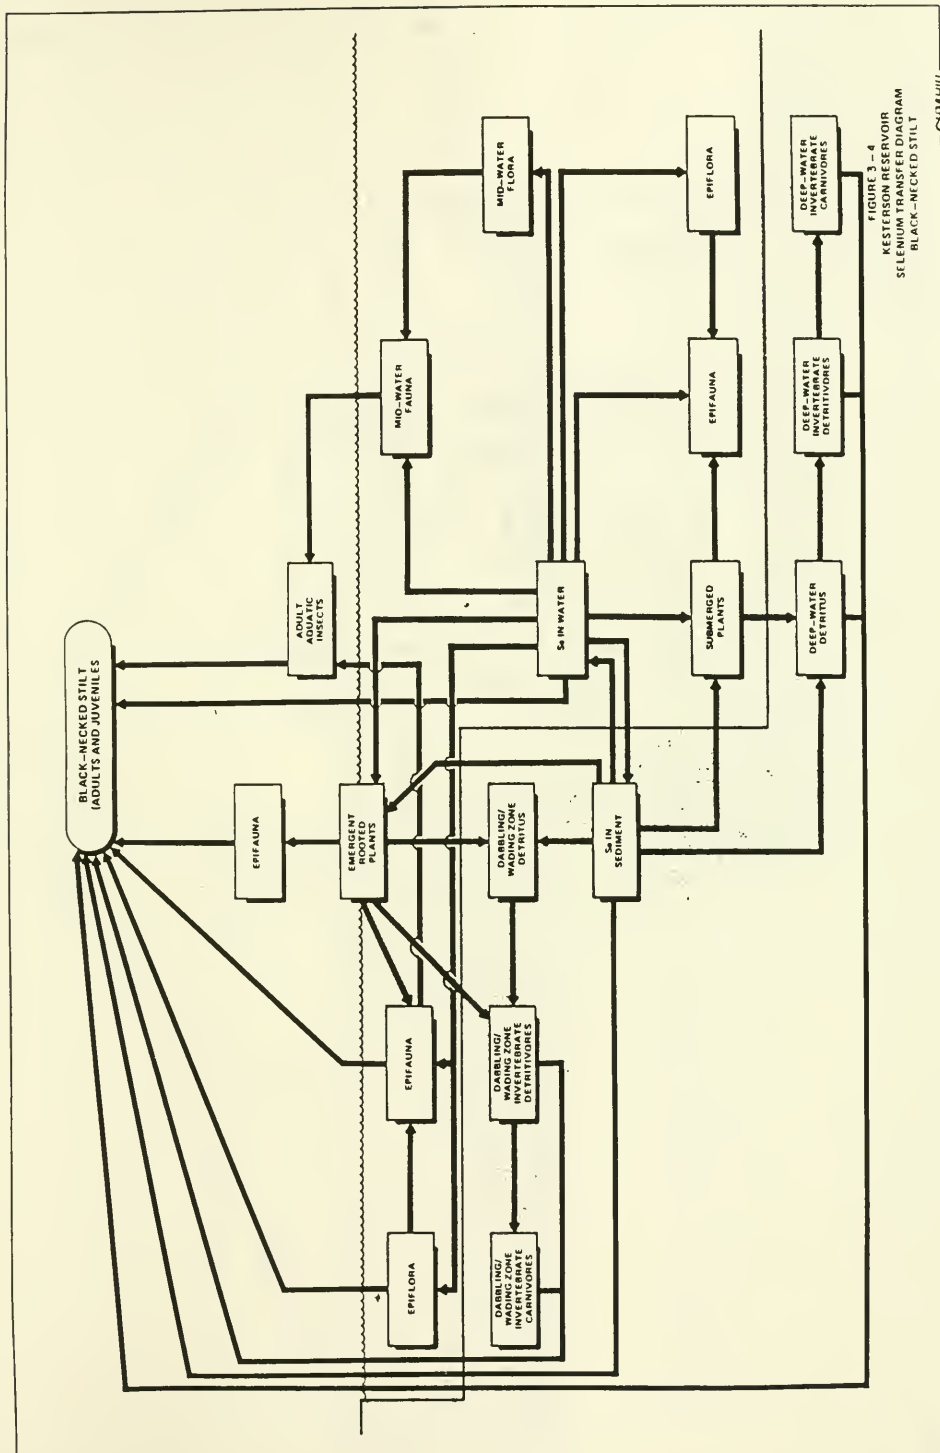 BLACK-NECKED STILT
(ADULTS AND JUVENILES
EPIFAUNA
ADULT
AQUATIC
INSECTS
EMERGENT
ROOTED
PLANTS
MIO-WATER
FAUNA
EPIFLORA
EPIFAUNA
MID-WATER
FLORA
DABBLING/
WADING ZONE
INVERTEBRATE
CARNIVORES
DABBLING/
WADING ZONE
INVERTEBRATE
DETRITIVORES
DABBLING/
WADING ZONE
DETRITUS
Se IN WATER
Se IN
SEDIMENT
SUBMERGED
PLANTS
EPIFAUNA
EPIFLORA
DEEP-WATER
DETRITUS
DEEP-WATER
INVERTEBRATE
DETRITIVORES
DEEP-WATER
INVERTEBRATE
CARNIVORES
FIGURE 3-4
KESTERSON RESERVOIR
SELENIUM TRANSFER DIAGRAM
BLACK-NECKED STILT